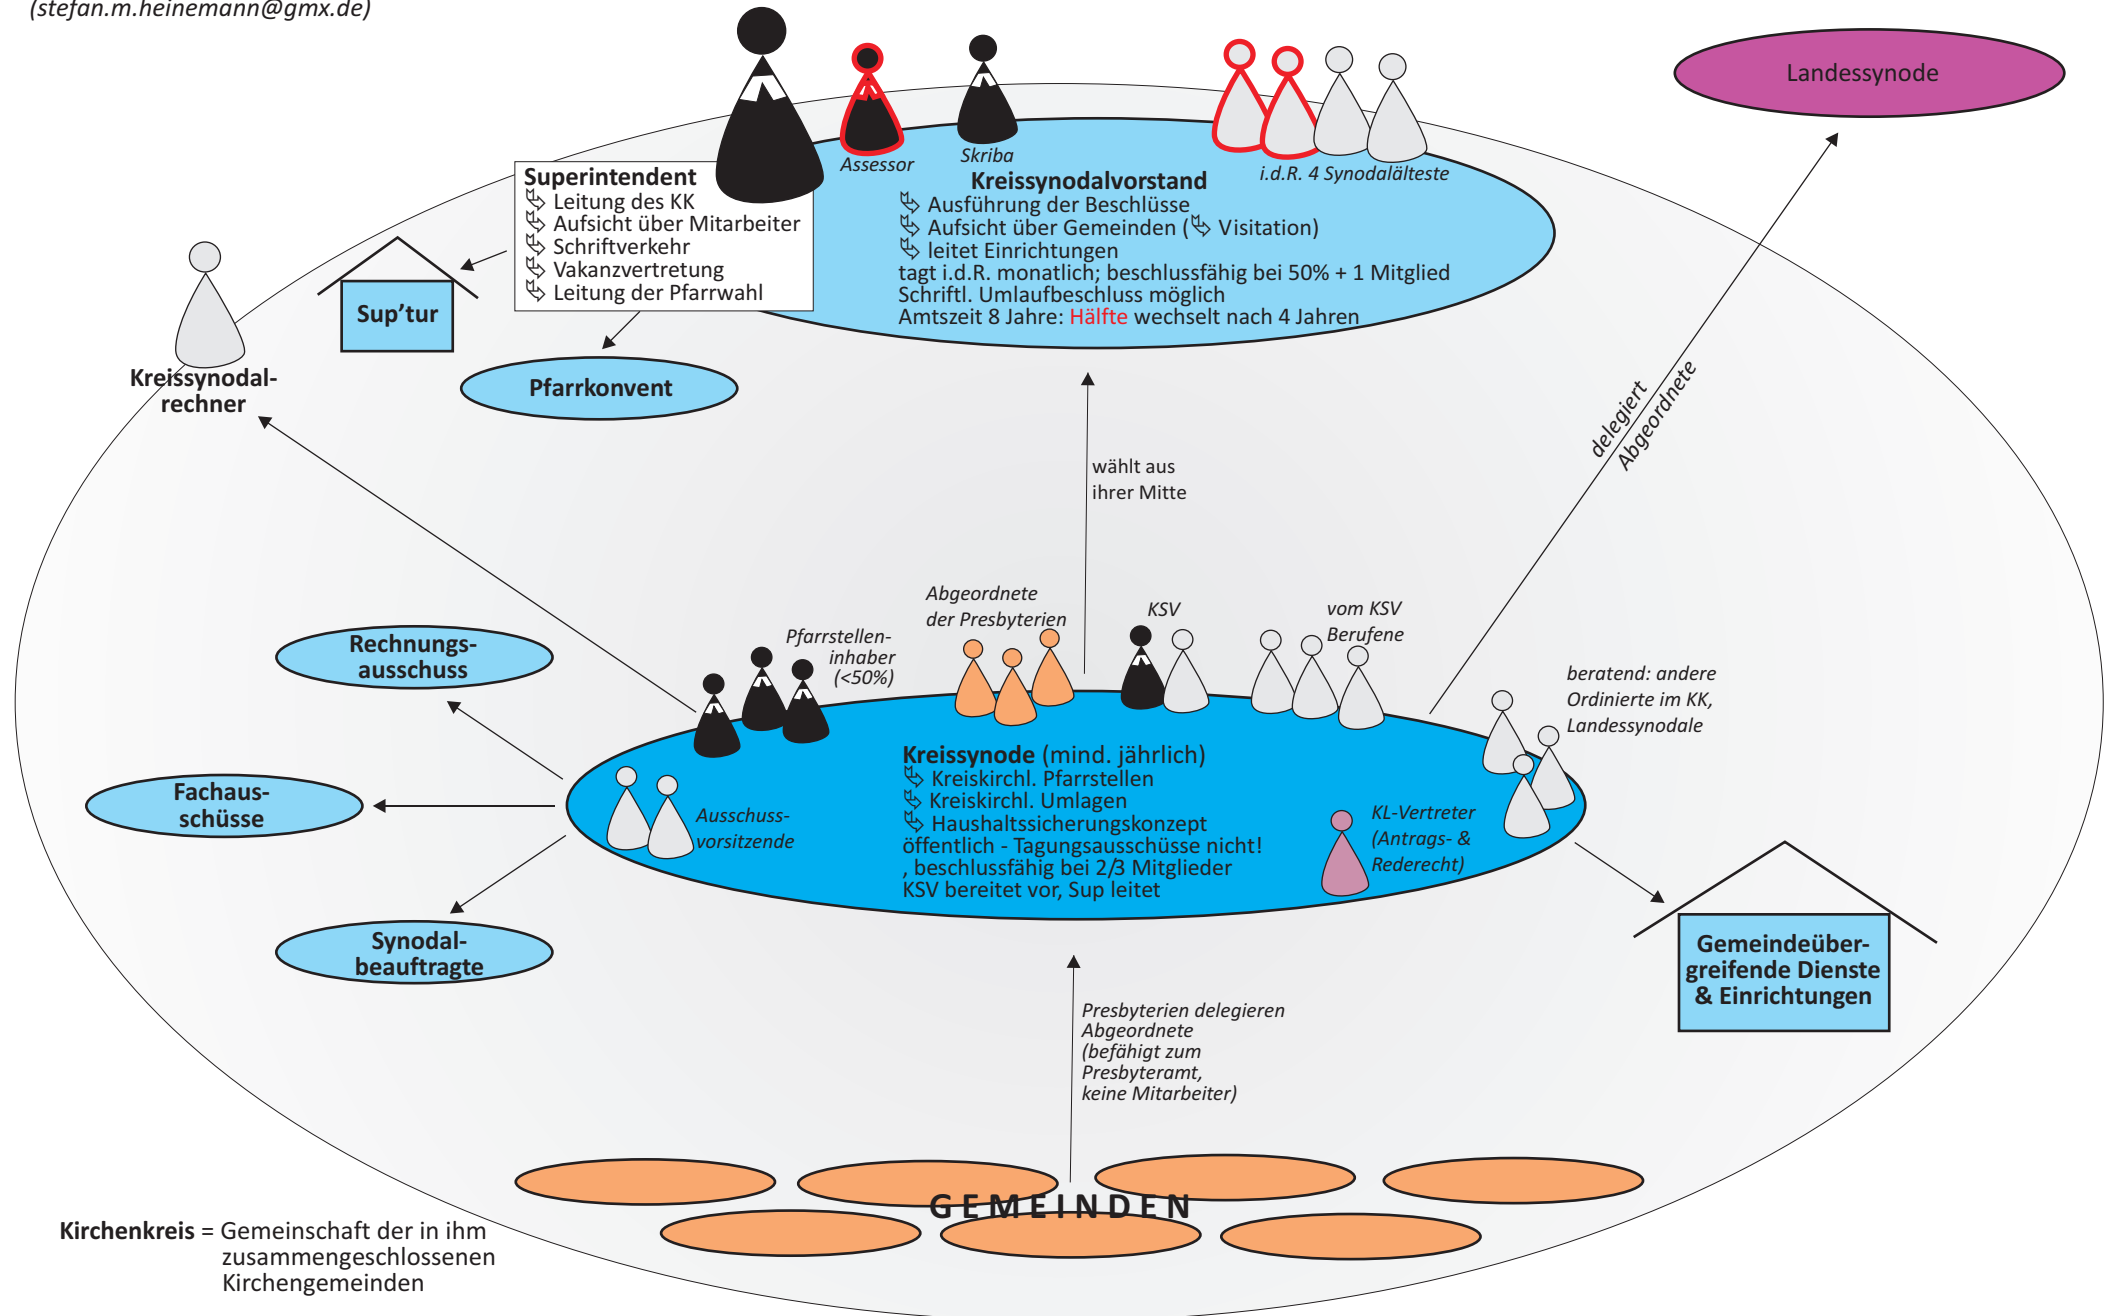 (stefan.m.heinemann@gmx.de)
Landessynode
Assessor
Skriba
i.d.R. 4 Synodalälteste
Superintendent
Leitung des KK
Aufsicht über Mitarbeiter
Schriftverkehr
Vakanzvertretung
Leitung der Pfarrwahl
Kreissynodalvorstand
Ausführung der Beschlüsse
Aufsicht über Gemeinden ( Visitation)
leitet Einrichtungen
tagt i.d.R. monatlich; beschlussfähig bei 50% + 1 Mitglied
Schriftl. Umlaufbeschluss möglich
Amtszeit 8 Jahre: Hälfte wechselt nach 4 Jahren
Sup’tur
Kreissynodal-
rechner
Pfarrkonvent
delegiert
Abgeordnete
wählt aus
ihrer Mitte
Rechnungs-
ausschuss
Pfarrstellen-
inhaber
(<50%)
Abgeordnete
der Presbyterien
KSV
vom KSV
Berufene
beratend: andere
Ordinierte im KK,
Landessynodale
Fachaus-
schüsse
Ausschuss-
vorsitzende
Kreissynode (mind. jährlich)
Kreiskirchl. Pfarrstellen
Kreiskirchl. Umlagen
Haushaltssicherungskonzept
öffentlich - Tagungsausschüsse nicht!
, beschlussfähig bei 2/3 Mitglieder
KSV bereitet vor, Sup leitet
KL-Vertreter
(Antrags- &
Rederecht)
Synodal-
beauftragte
Gemeindeüber-
greifende Dienste
& Einrichtungen
Presbyterien delegieren
Abgeordnete
(befähigt zum
Presbyteramt,
keine Mitarbeiter)
GEMEINDEN
Kirchenkreis = Gemeinschaft der in ihm
zusammengeschlossenen
Kirchengemeinden